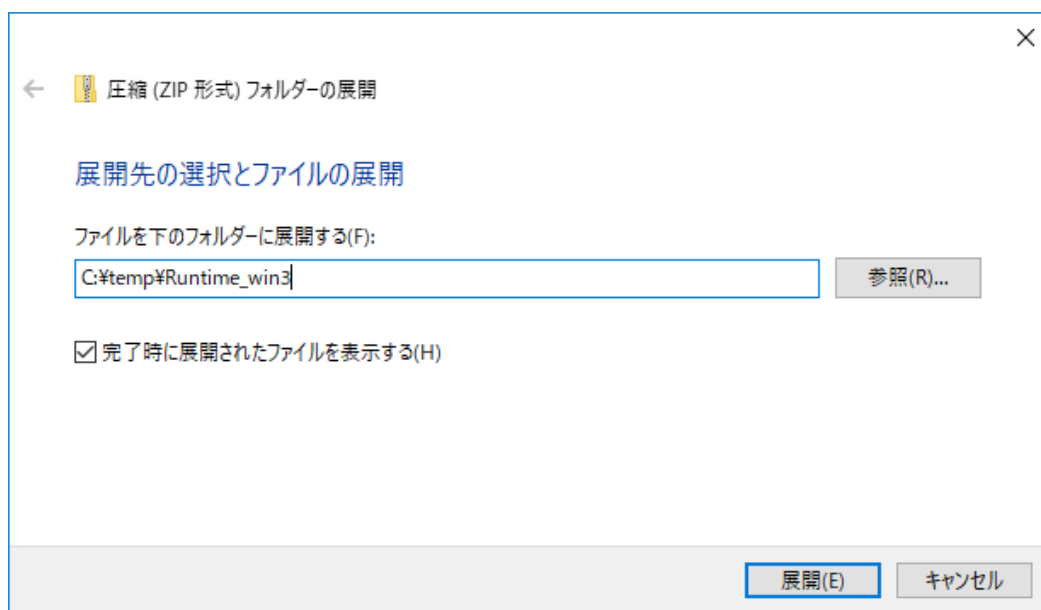 圧縮 (ZIP 形式) フォルダーの展開
展開先の選択とファイルの展開
ファイルを下のフォルダーに展開する(F):
C:¥temp¥Runtime_win3
参照(R)...
完了時に展開されたファイルを表示する(H)
展開(E)
キャンセル